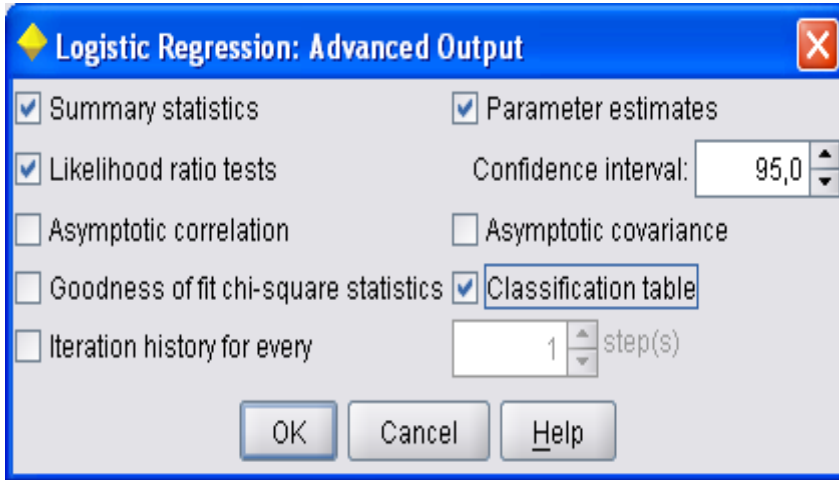 Logistic Regression: Advanced Output
Summary statistics
Parameter estimates
Likelihood ratio tests
Confidence interval: 95,0
Asymptotic correlation
Asymptotic covariance
Goodness of fit chi-square statistics
Classification table
Iteration history for every 1 step(s)
OK
Cancel
Help